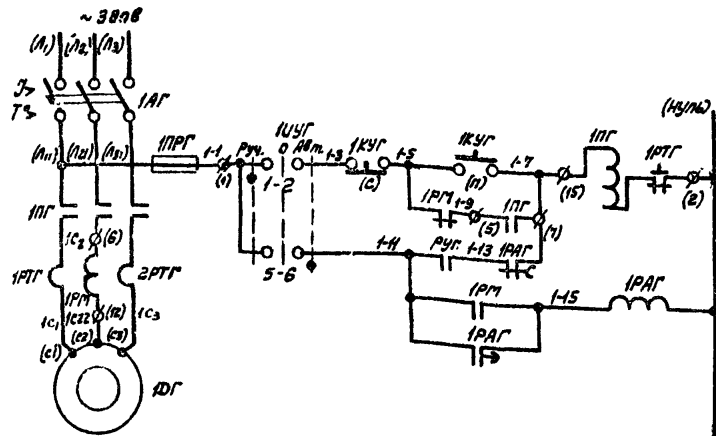 ~ 380В
(Л1) (Л2) (Л3)
I>
T>
1АГ
(нуль)
(Л11) (Л21) (Л31)
1ПРГ
1-1
(1)
Руч.
1ЦУГ
О
Авт.
1-2
1-3
1КУГ
(С)
1-5
1КУГ
(П)
1-7
(15)
1ПГ
1РТГ
(2)
1ПГ
1РМ
1-9
(5)
1ПГ
(7)
1С2
(6)
5-6
1-11
РУГ
1-13
1РАГ
1РТГ
2РТГ
1РМ
1С22
(12)
1С1
(С2)
(С3)
1С3
(С1)
1РМ
1-15
1РАГ
1РАГ
1DГ